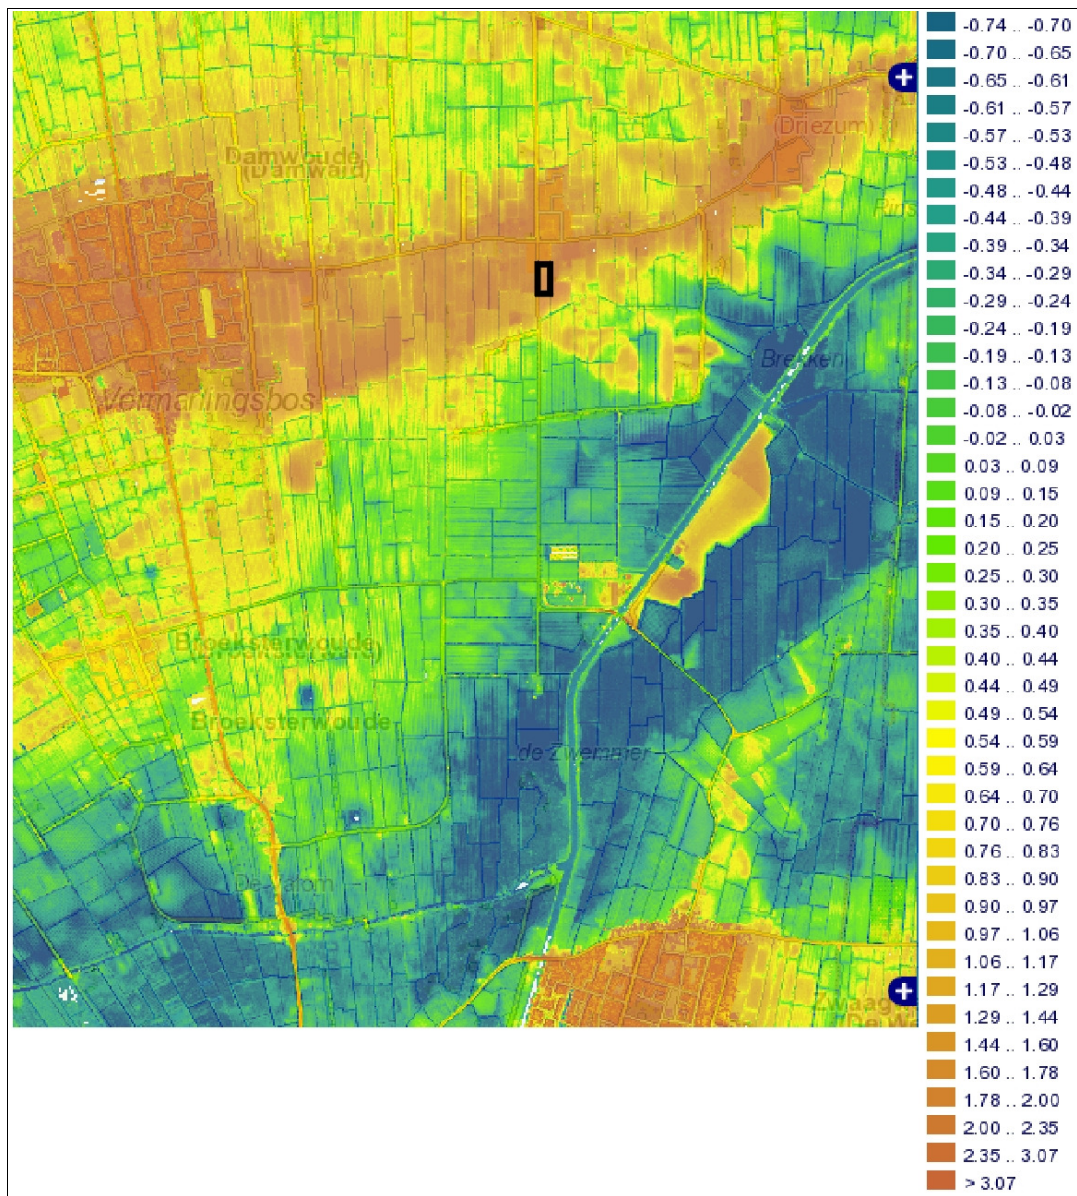 (Driezum)
Damwoude
(Damwâld)
Brekken
Vermaningsbos
Broeksterwoude
Broeksterwoude
de Zwemmer
De Falom
Zwaag
De W
+
+
-0.74 .. -0.70
-0.70 .. -0.65
-0.65 .. -0.61
-0.61 .. -0.57
-0.57 .. -0.53
-0.53 .. -0.48
-0.48 .. -0.44
-0.44 .. -0.39
-0.39 .. -0.34
-0.34 .. -0.29
-0.29 .. -0.24
-0.24 .. -0.19
-0.19 .. -0.13
-0.13 .. -0.08
-0.08 .. -0.02
-0.02 .. 0.03
0.03 .. 0.09
0.09 .. 0.15
0.15 .. 0.20
0.20 .. 0.25
0.25 .. 0.30
0.30 .. 0.35
0.35 .. 0.40
0.40 .. 0.44
0.44 .. 0.49
0.49 .. 0.54
0.54 .. 0.59
0.59 .. 0.64
0.64 .. 0.70
0.70 .. 0.76
0.76 .. 0.83
0.83 .. 0.90
0.90 .. 0.97
0.97 .. 1.06
1.06 .. 1.17
1.17 .. 1.29
1.29 .. 1.44
1.44 .. 1.60
1.60 .. 1.78
1.78 .. 2.00
2.00 .. 2.35
2.35 .. 3.07
> 3.07